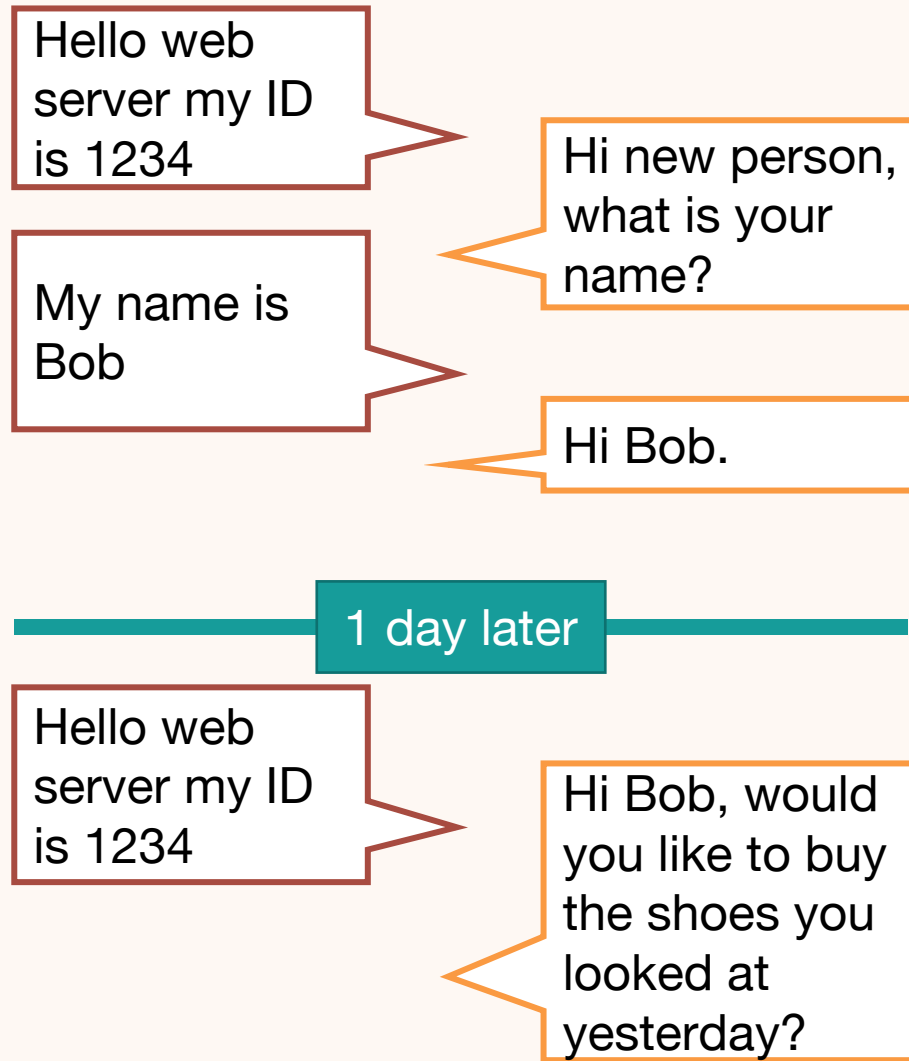 Hello web
server my ID
is 1234
Hi new person,
what is your
name?
My name is
Bob
Hi Bob.
1 day later
Hello web
server my ID
is 1234
Hi Bob, would
you like to buy
the shoes you
looked at
yesterday?